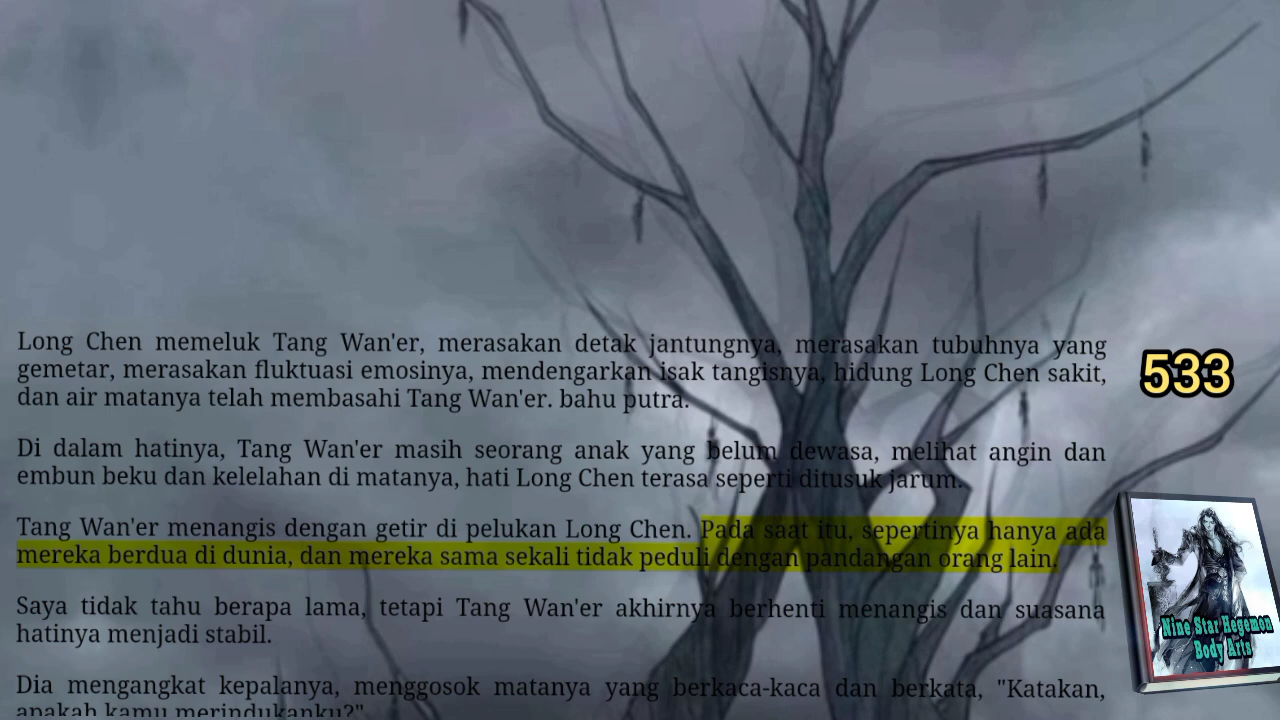 Long Chen memeluk Tang Wan'er, merasakan detak jantungnya, merasakan tubuhnya yang
gemetar, merasakan fluktuasi emosinya, mendengarkan isak tangisnya, hidung Long Chen sakit,
dan air matanya telah membasahi Tang Wan'er. bahu putra.
Di dalam hatinya, Tang Wan'er masih seorang anak yang belum dewasa, melihat angin dan
embun beku dan kelelahan di matanya, hati Long Chen terasa seperti ditusuk jarum.
Tang Wan'er menangis dengan getir di pelukan Long Chen. Pada saat itu, sepertinya hanya ada
mereka berdua di dunia, dan mereka sama sekali tidak peduli dengan pandangan orang lain.
Saya tidak tahu berapa lama, tetapi Tang Wan'er akhirnya berhenti menangis dan suasana
hatinya menjadi stabil.
Dia mengangkat kepalanya, menggosok matanya yang berkaca-kaca dan berkata, "Katakan,
apakah kamu merindukanku?"
533
Nine Star Hegemon
Body Arts